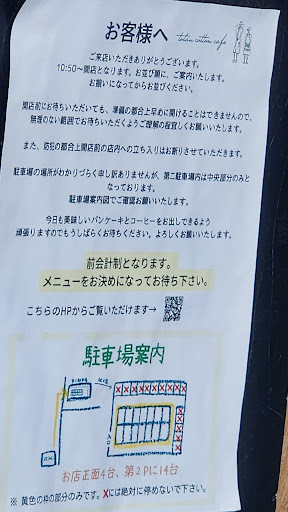 お客様へ
totan cotton cafe
ご来店いただきありがとうございます。
10:50〜開店となります。お並び順に、ご案内いたします。
お揃いになってからお並びください。
開店前にお待ちいただいても、準備の都合上早めに開けることはできませんので、
無理のない範囲でお待ちいただくようご理解の程宜しくお願いいたします。
また、防犯の都合上開店前の店内への立ち入りはお断りさせていただきます。
駐車場の場所がわかりづらく申し訳ありませんが、第二駐車場内は中央部分のみと
なっております。
駐車場案内図でご確認お願いいたします。
今日も美味しいパンケーキとコーヒーをお出しできるよう
頑張りますのでもうしばらくお待ちください。よろしくお願いいたします。
前会計制となります。
メニューをお決めになってお待ち下さい。
こちらのHPからご覧いただけます→
駐車場案内
お店正面4台、第2Pに14台
※ 黄色の枠の部分のみです。×には絶対に停めないで下さい。